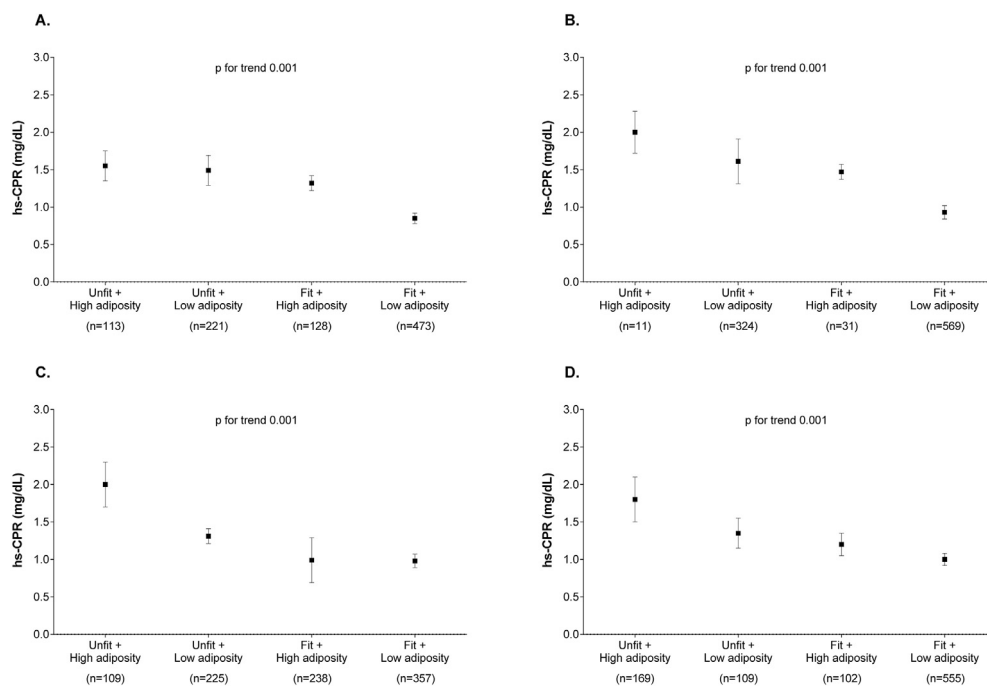 A.
p for trend 0.001
hs-CPR (mg/dL)
3.0
2.5
2.0
1.5
1.0
0.5
0.0
Unfit +
High adiposity
(n=113)
Unfit +
Low adiposity
(n=221)
Fit +
High adiposity
(n=128)
Fit +
Low adiposity
(n=473)
B.
p for trend 0.001
hs-CPR (mg/dL)
3.0
2.5
2.0
1.5
1.0
0.5
0.0
Unfit +
High adiposity
(n=11)
Unfit +
Low adiposity
(n=324)
Fit +
High adiposity
(n=31)
Fit +
Low adiposity
(n=569)
C.
p for trend 0.001
hs-CPR (mg/dL)
3.0
2.5
2.0
1.5
1.0
0.5
0.0
Unfit +
High adiposity
(n=109)
Unfit +
Low adiposity
(n=225)
Fit +
High adiposity
(n=238)
Fit +
Low adiposity
(n=357)
D.
p for trend 0.001
hs-CPR (mg/dL)
3.0
2.5
2.0
1.5
1.0
0.5
0.0
Unfit +
High adiposity
(n=169)
Unfit +
Low adiposity
(n=109)
Fit +
High adiposity
(n=102)
Fit +
Low adiposity
(n=555)